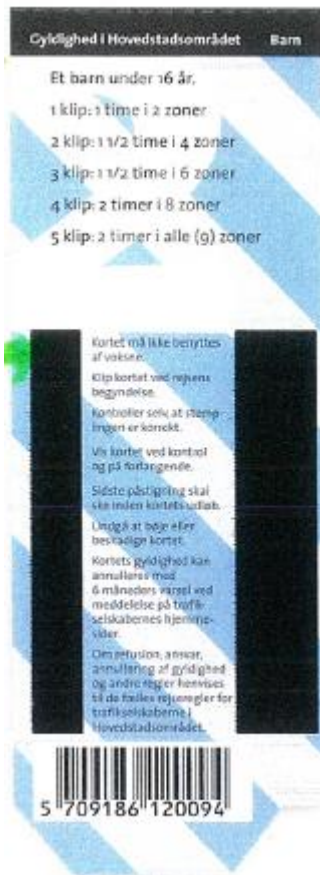 Gyldighed i Hovedstadsområdet Barn
Et barn under 16 år.
1 klip: 1 time i 2 zoner
2 klip: 1 1/2 time i 4 zoner
3 klip: 1 1/2 time i 6 zoner
4 klip: 2 timer i 8 zoner
5 klip: 2 timer i alle (9) zoner
Kortet må ikke benyttes
af voksne.
Klip kortet ved rejsens
begyndelse.
Kontroller selv, at stemp-
lingen er korrekt.
Vis kortet ved kontrol
og på forlangende.
Sidste påstigning skal
ske inden kortets udløb.
Undgå at bøje eller
beskadige kortet.
Kortets gyldighed kan
annulleres med
6 måneders varsel ved
meddelelse på trafik-
selskabernes hjemme-
sider.
Om refusion, ansvar,
annullering af gyldighed
og andre regler henvises
til de fælles rejseregler for
trafikselskaberne i
Hovedstadsområdet.
5 709186 120094